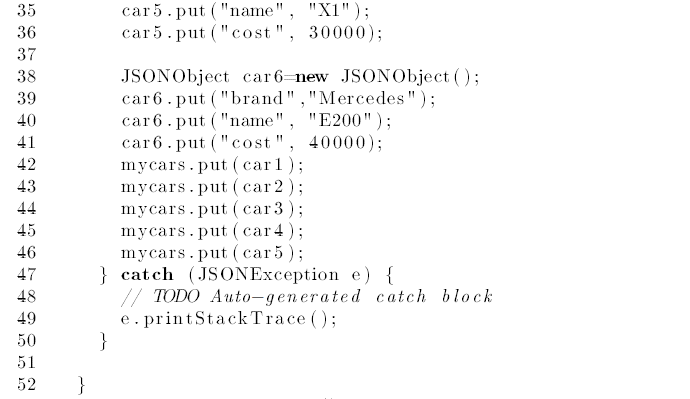 35 car5.put("name", "X1");
36 car5.put("cost", 30000);
37
38 JSONObject car6=new JSONObject();
39 car6.put("brand","Mercedes");
40 car6.put("name", "E200");
41 car6.put("cost", 40000);
42 mycars.put(car1);
43 mycars.put(car2);
44 mycars.put(car3);
45 mycars.put(car4);
46 mycars.put(car5);
47 } catch (JSONException e) {
48 // TODO Auto-generated catch block
49 e.printStackTrace();
50 }
51
52 }